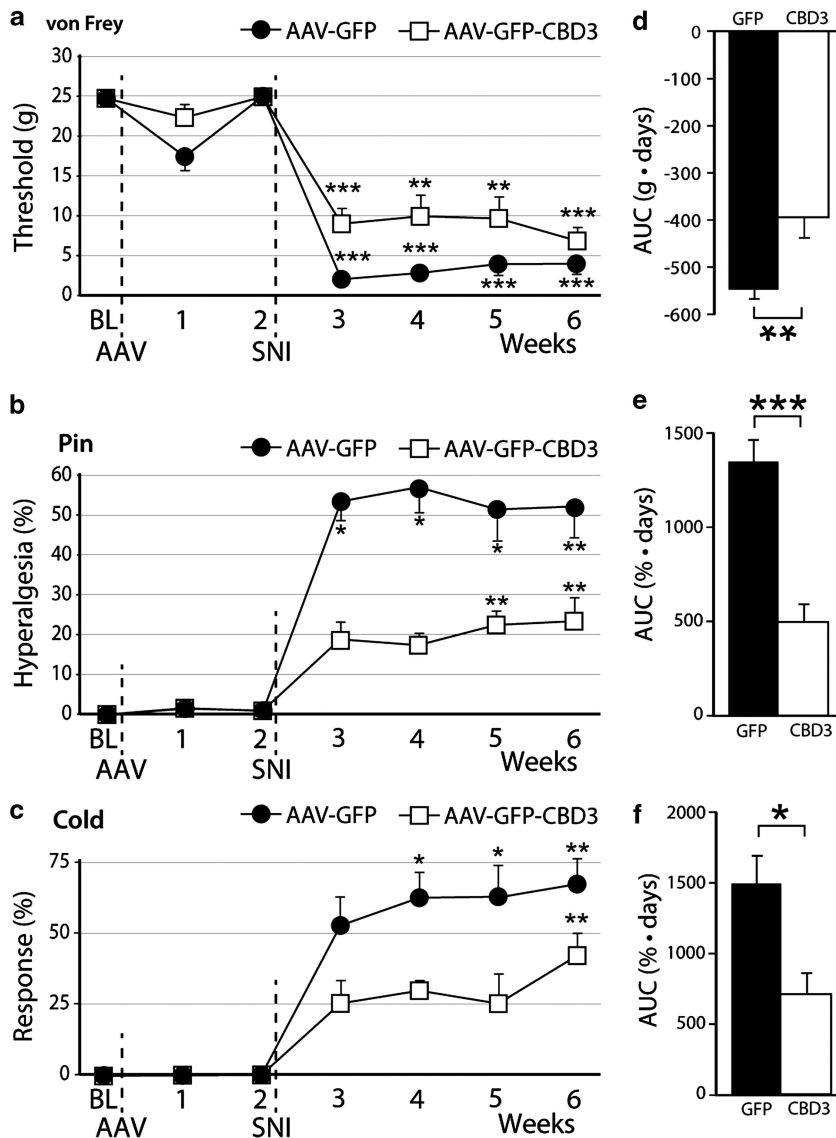 a von Frey
AAV-GFP AAV-GFP-CBD3
Threshold (g)
30
25
20
15
10
5
0
*** ** ** ***
*** *** *** ***
BL 1 2 3 4 5 6
AAV SNI Weeks
d
GFP CBD3
AUC (g • days)
0
-100
-200
-300
-400
-500
-600
**
b Pin
AAV-GFP AAV-GFP-CBD3
Hyperalgesia (%)
60
50
40
30
20
10
0
* * * **
** **
BL 1 2 3 4 5 6
AAV SNI Weeks
e
***
AUC (% • days)
1500
1000
500
0
GFP CBD3
c Cold
AAV-GFP AAV-GFP-CBD3
Response (%)
75
50
25
0
* * **
**
BL 1 2 3 4 5 6
AAV SNI Weeks
f
*
AUC (% • days)
2000
1500
1000
500
0
GFP CBD3